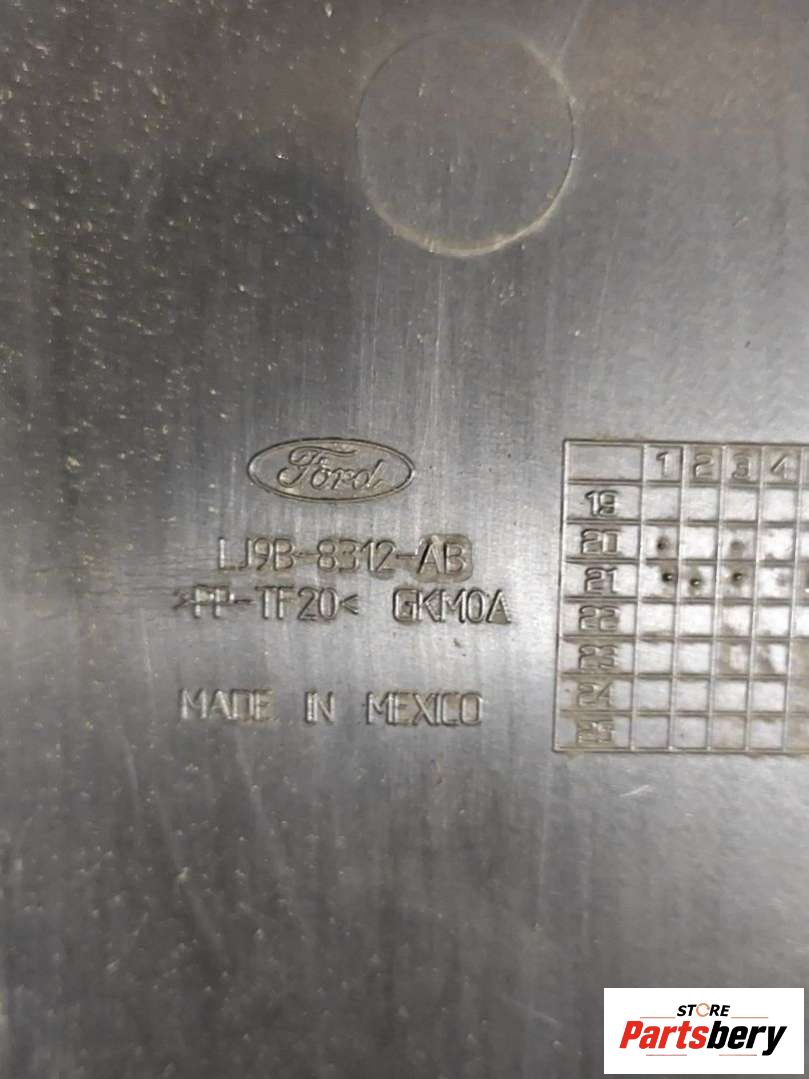 Ford
LJ9B-8312-AB
>PP-TF20< GKM0A
MADE IN MEXICO
1 2 3 4
19
20
21
22
23
24
25
STORE
Partsbery